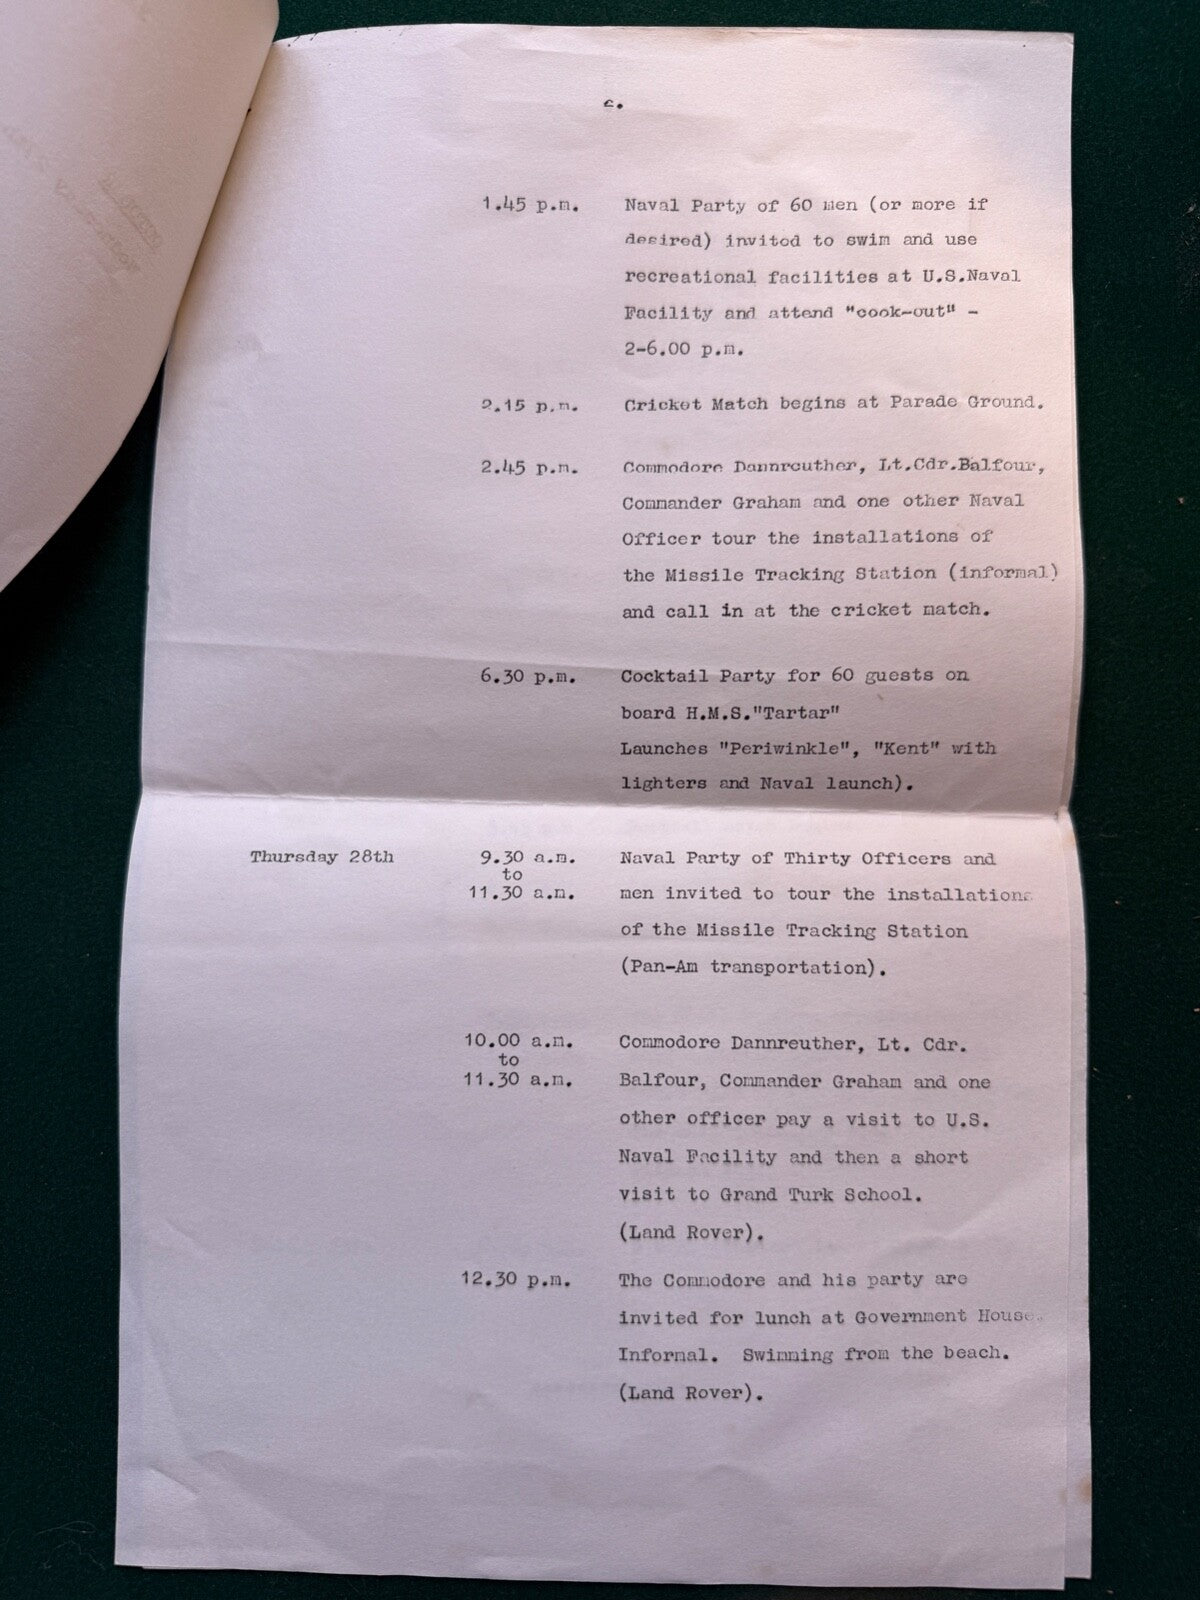 1.45 p.m. Naval Party of 60 men (or more if
desired) invited to swim and use
recreational facilities at U.S.Naval
Facility and attend "cook-out" -
2-6.00 p.m.
2.15 p.m. Cricket Match begins at Parade Ground.
2.45 p.m. Commodore Dannreuther, Lt.Cdr.Balfour,
Commander Graham and one other Naval
Officer tour the installations of
the Missile Tracking Station (informal)
and call in at the cricket match.
6.30 p.m. Cocktail Party for 60 guests on
board H.M.S."Tartar"
Launches "Periwinkle", "Kent" with
lighters and Naval launch).
Thursday 28th 9.30 a.m. Naval Party of Thirty Officers and
to
11.30 a.m. men invited to tour the installations
of the Missile Tracking Station
(Pan-Am transportation).
10.00 a.m. Commodore Dannreuther, Lt. Cdr.
to
11.30 a.m. Balfour, Commander Graham and one
other officer pay a visit to U.S.
Naval Facility and then a short
visit to Grand Turk School.
(Land Rover).
12.30 p.m. The Commodore and his party are
invited for lunch at Government House.
Informal. Swimming from the beach.
(Land Rover).